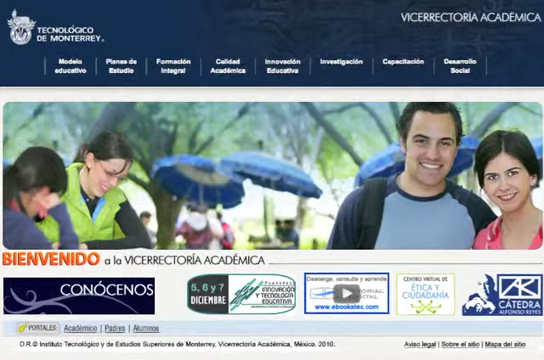 TECNOLÓGICO
DE MONTERREY.
VICERRECTORÍA ACADÉMICA
Modelo educativo
Planes de Estudio
Formación Integral
Calidad Académica
Innovación Educativa
Investigación
Capacitación
Desarrollo Social
BIENVENIDO a la VICERRECTORÍA ACADÉMICA
CONÓCENOS
5, 6 y 7
DICIEMBRE
INNOVACIÓN
Y TECNOLOGÍA
EDUCATIVA
Descarga, consulta y aprende
DIGITAL
www.ebookstec.com
CENTRO VIRTUAL DE
ÉTICA Y
CIUDADANÍA
CÁTEDRA
ALFONSO REYES
PORTALES: Académico | Padres | Alumnos
D.R.© Instituto Tecnológico y de Estudios Superiores de Monterrey, Vicerrectoría Académica, México. 2010.
Aviso legal | Sobre el sitio | Mapa del sitio